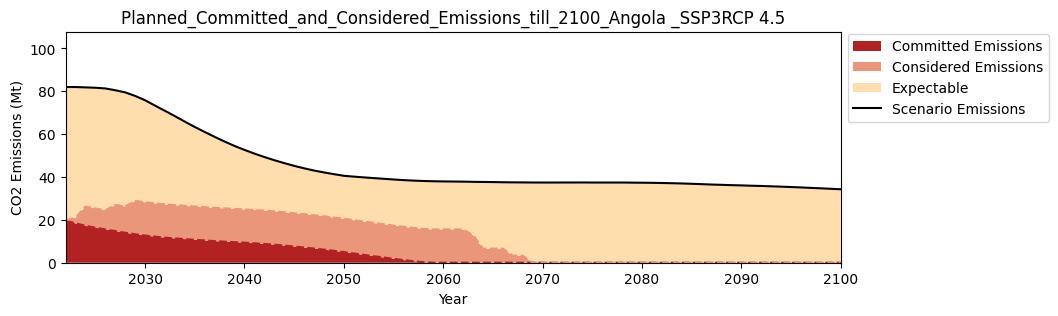 Planned_Committed_and_Considered_Emissions_till_2100_Angola _SSP3RCP 4.5
CO2 Emissions (Mt)
100
80
60
40
20
0
2030 2040 2050 2060 2070 2080 2090 2100
Year
Committed Emissions
Considered Emissions
Expectable
Scenario Emissions